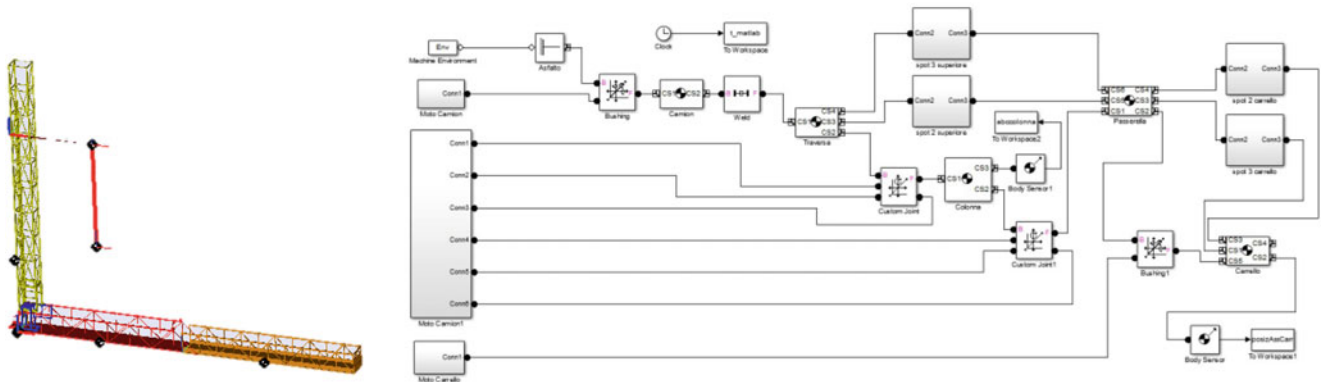 Env
Machine Environment
Asfalto
Conn1
Moto Camion
B
F
Bushing
CS1
CS2
Camion
B
F
Weld
Clock
t_matlab
To Workspace
CS1
CS4
CS3
CS2
Traversa
Conn2
Conn3
spot 3 superiore
Conn2
Conn3
spot 2 superiore
To Workspace2
CS1
Passerella
CS4
CS3
CS2
Conn2
Conn3
spot 2 carrello
Conn2
Conn3
spot 3 carrello
Conn1
Conn2
Conn3
Conn4
Conn5
Conn6
Moto Camion1
B
F
Custom Joint
CS1
CS3
CS2
Colonna
Body Sensor1
B
F
Custom Joint1
B
F
Bushing1
CS3
CS1
CS5
CS4
CS2
Carrello
Conn1
Moto Carrello
Body Sensor
To Workspace1